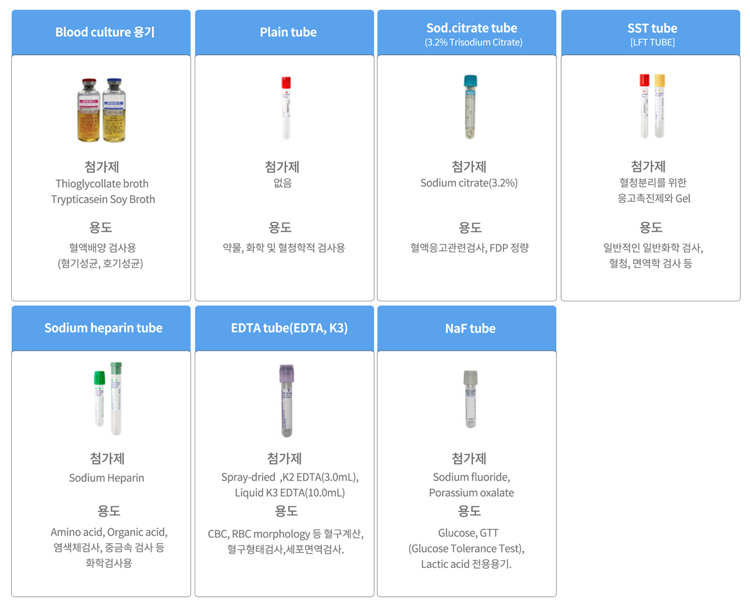 Blood culture 용기
Plain tube
Sod.citrate tube
(3.2% Trisodium Citrate)
SST tube
[LFT TUBE]
첨가제
Thioglycollate broth
Trypticasein Soy Broth
용도
혈액배양 검사용
(혐기성균, 호기성균)
첨가제
없음
용도
약물, 화학 및 혈청학적 검사용
첨가제
Sodium citrate(3.2%)
용도
혈액응고관련검사, FDP 정량
첨가제
혈청분리를 위한
응고촉진제와 Gel
용도
일반적인 일반화학 검사,
혈청, 면역학 검사 등
Sodium heparin tube
EDTA tube(EDTA, K3)
NaF tube
첨가제
Sodium Heparin
용도
Amino acid, Organic acid,
염색체검사, 중금속 검사 등
화학검사용
첨가제
Spray-dried ,K2 EDTA(3.0mL),
Liquid K3 EDTA(10.0mL)
용도
CBC, RBC morphology 등 혈구계산,
혈구형태검사,세포면역검사.
첨가제
Sodium fluoride,
Porassium oxalate
용도
Glucose, GTT
(Glucose Tolerance Test),
Lactic acid 전용용기.